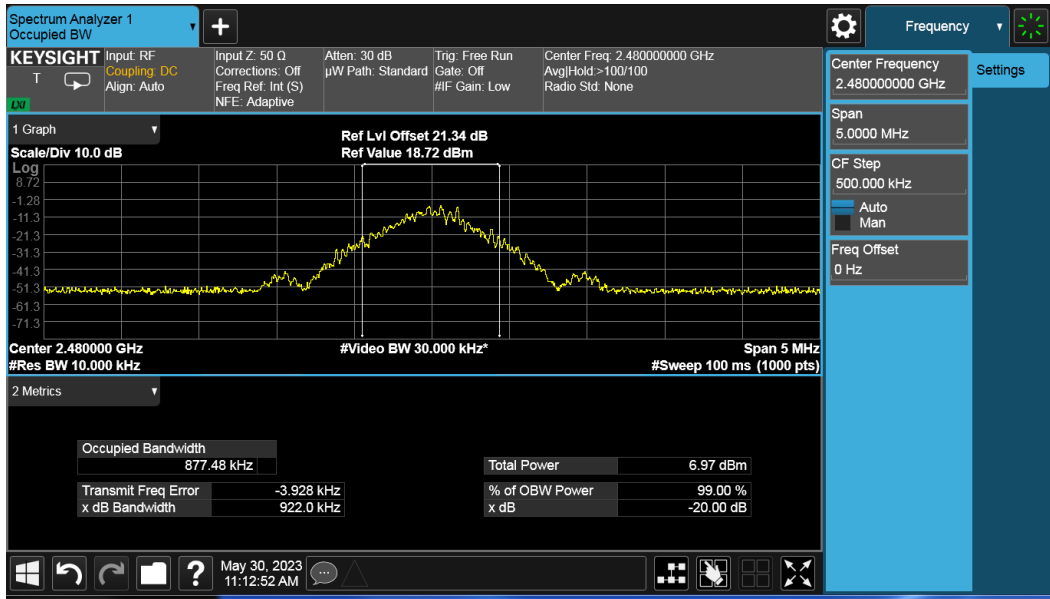 Spectrum Analyzer 1
Occupied BW
Frequency
KEYSIGHT
T
LXI
Input: RF
Coupling: DC
Align: Auto
Input Z: 50 Ω
Corrections: Off
Freq Ref: Int (S)
NFE: Adaptive
Atten: 30 dB
µW Path: Standard
Trig: Free Run
Gate: Off
#IF Gain: Low
Center Freq: 2.480000000 GHz
Avg|Hold:>100/100
Radio Std: None
Center Frequency
2.480000000 GHz
Settings
Span
5.0000 MHz
CF Step
500.000 kHz
Auto
Man
Freq Offset
0 Hz
1 Graph
Scale/Div 10.0 dB
Ref Lvl Offset 21.34 dB
Ref Value 18.72 dBm
Log
8.72
-1.28
-11.3
-21.3
-31.3
-41.3
-51.3
-61.3
-71.3
Center 2.480000 GHz
#Video BW 30.000 kHz*
Span 5 MHz
#Res BW 10.000 kHz
#Sweep 100 ms (1000 pts)
2 Metrics
Occupied Bandwidth
877.48 kHz
Total Power 6.97 dBm
Transmit Freq Error -3.928 kHz
% of OBW Power 99.00 %
x dB Bandwidth 922.0 kHz
x dB -20.00 dB
?
May 30, 2023
11:12:52 AM